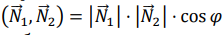 (N⃗₁, N⃗₂) = |N⃗₁| · |N⃗₂| · cos φ